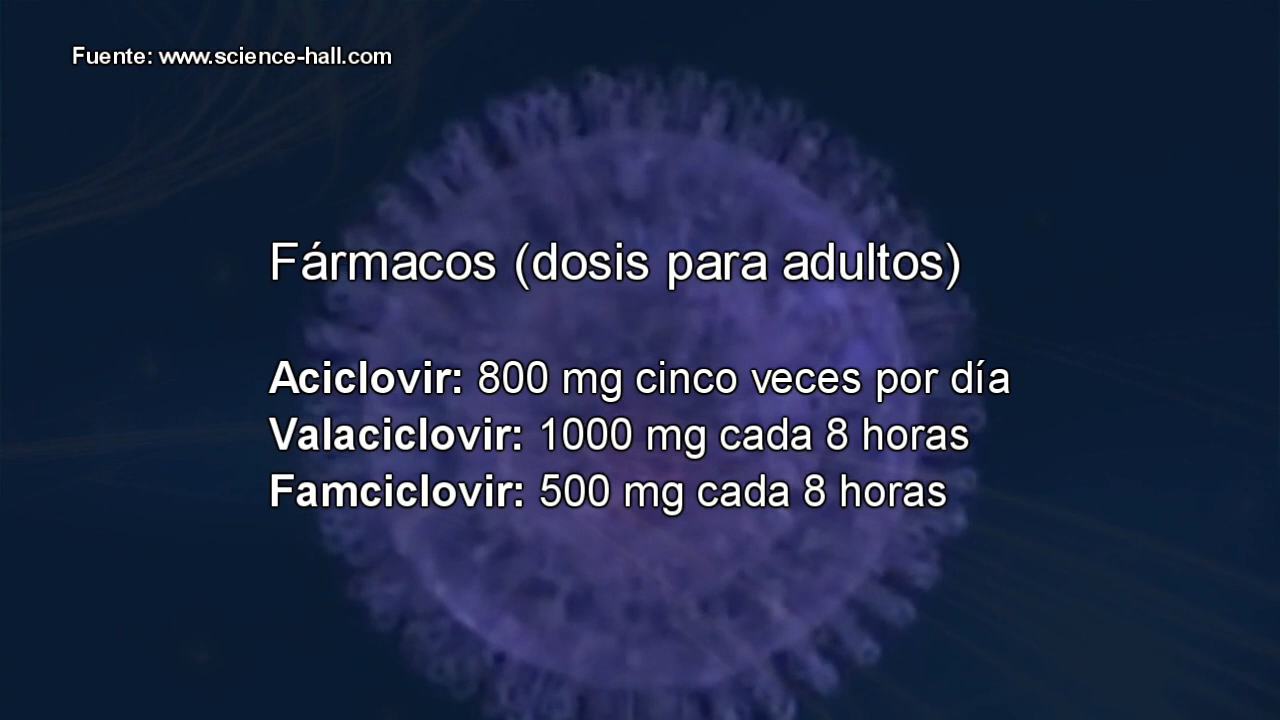 Fuente: www.science-hall.com
Fármacos (dosis para adultos)
Aciclovir: 800 mg cinco veces por día
Valaciclovir: 1000 mg cada 8 horas
Famciclovir: 500 mg cada 8 horas